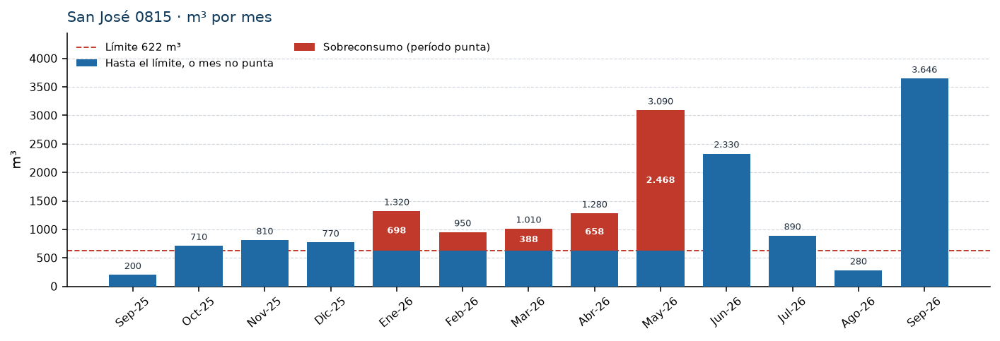 San José 0815 · m³ por mes
Límite 622 m³
Hasta el límite, o mes no punta
Sobreconsumo (período punta)
m³
4000
3500
3000
2500
2000
1500
1000
500
0
200
710
810
770
1.320
698
950
1.010
388
1.280
658
3.090
2.468
2.330
890
280
3.646
Sep-25
Oct-25
Nov-25
Dic-25
Ene-26
Feb-26
Mar-26
Abr-26
May-26
Jun-26
Jul-26
Ago-26
Sep-26